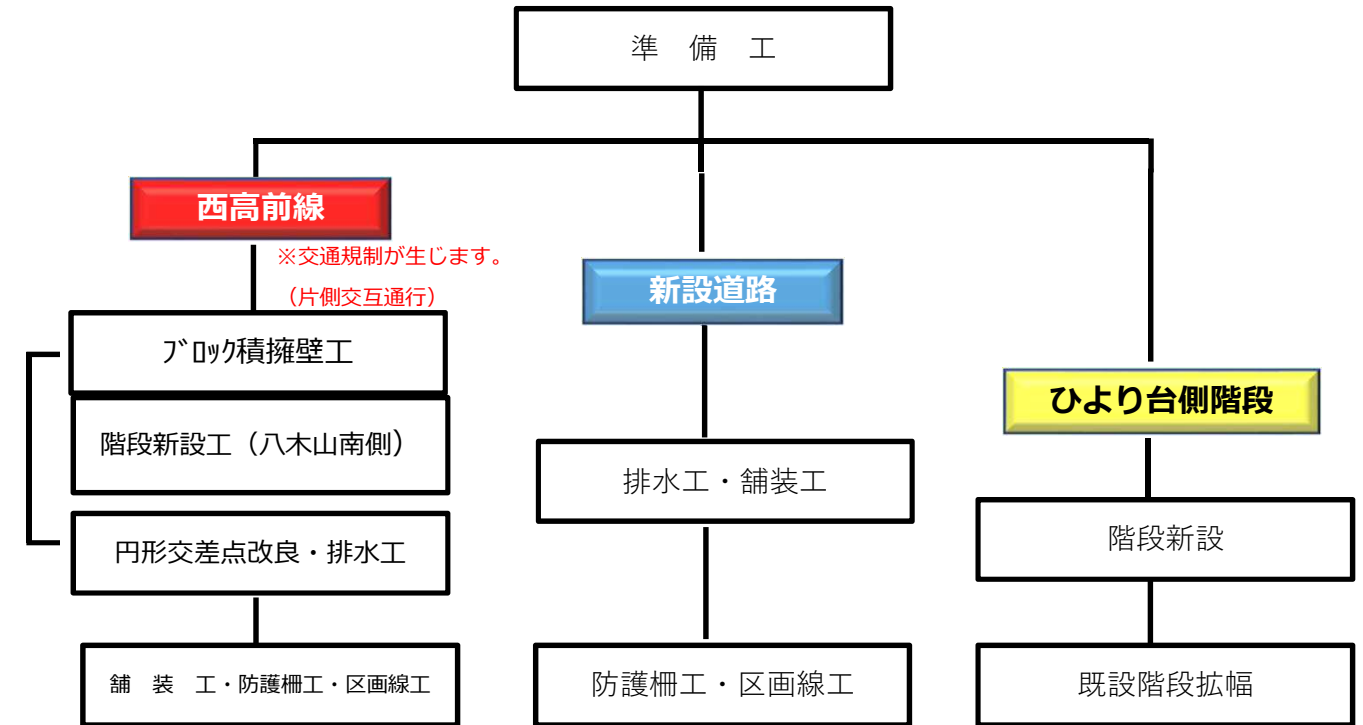 準　備　工
西高前線
※交通規制が生じます。
（片側交互通行）
ﾌﾞﾛｯｸ積擁壁工
階段新設工（八木山南側）
円形交差点改良・排水工
舗　装　工・防護柵工・区画線工
新設道路
排水工・舗装工
防護柵工・区画線工
ひより台側階段
階段新設
既設階段拡幅